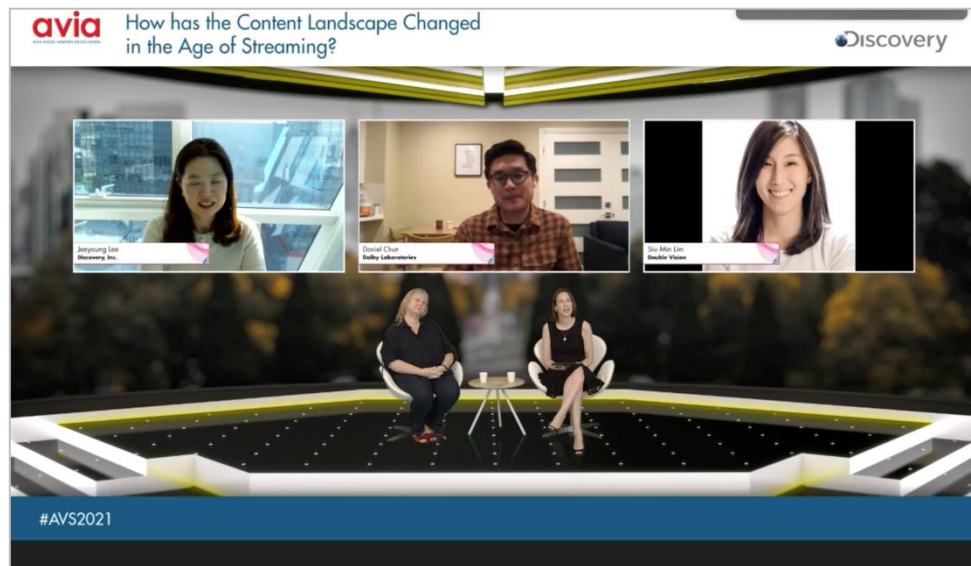 avia
How has the Content Landscape Changed
in the Age of Streaming?
Discovery
Jeeyoung Lee
Discovery, Inc.
Daniel Chun
Dolby Laboratories
Siu Min Lim
Double Vision
#AVS2021